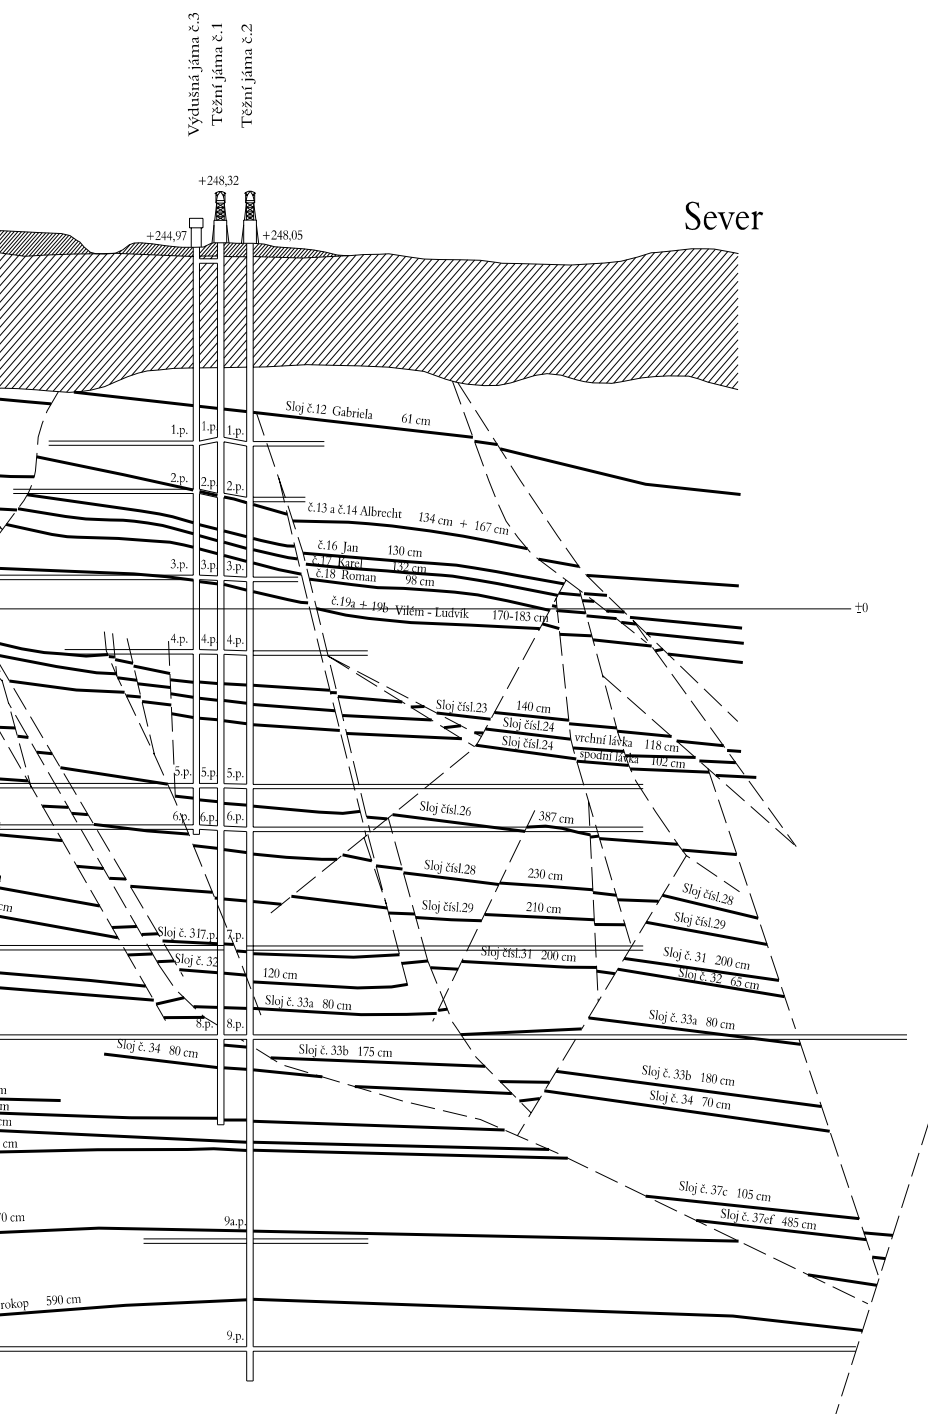 Výdušná jáma č.3
Těžní jáma č.1
Těžní jáma č.2
+248,32
Sever
+244,97
+248,05
Sloj č.12 Gabriela 61 cm
1.p. 1.p. 1.p.
2.p. 2.p. 2.p.
č.13 a č.14 Albrecht 134 cm + 167 cm
č.16 Jan 130 cm
č.17 Karel 132 cm
3.p. 3.p. 3.p.
č.18 Roman 98 cm
č.19a + 19b Vilém - Ludvík 170-183 cm
±0
4.p. 4.p. 4.p.
Sloj čísl.23 140 cm
Sloj čísl.24 vrchní lávka 118 cm
Sloj čísl.24 spodní lávka 102 cm
5.p. 5.p. 5.p.
Sloj čísl.26 387 cm
6.p. 6.p. 6.p.
Sloj čísl.28 230 cm
Sloj čísl.28
cm
Sloj čísl.29 210 cm
Sloj čísl.29
Sloj č. 317.p. 7.p.
Sloj čísl.31 200 cm
Sloj č. 31 200 cm
Sloj č. 32
120 cm
Sloj č. 32 65 cm
Sloj č. 33a 80 cm
Sloj č. 33a 80 cm
8.p. 8.p.
Sloj č. 34 80 cm
Sloj č. 33b 175 cm
Sloj č. 33b 180 cm
Sloj č. 34 70 cm
m
m
cm
cm
Sloj č. 37c 105 cm
70 cm
9a.p.
Sloj č. 37ef 485 cm
rokop 590 cm
9.p.